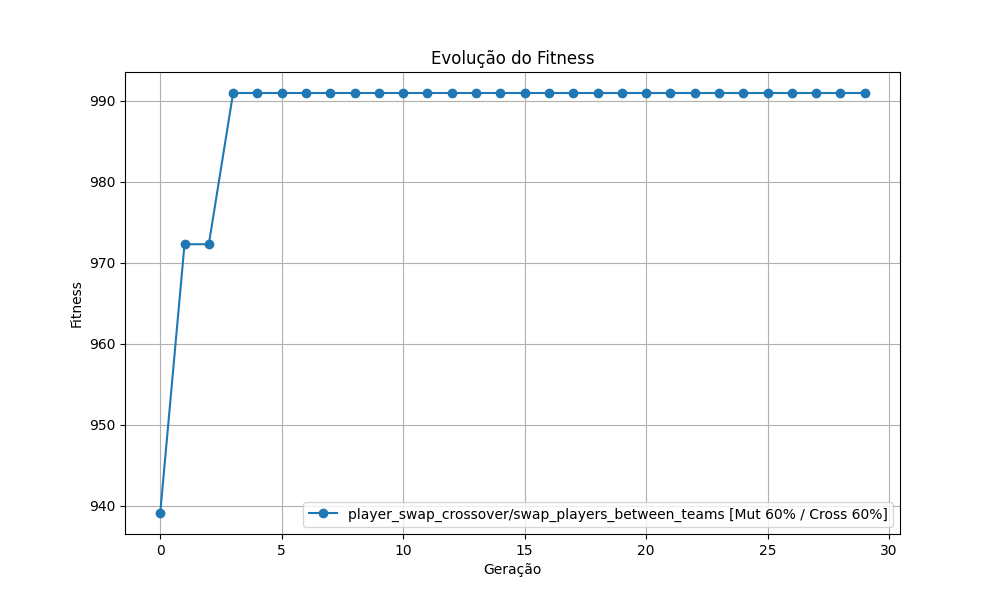 Evolução do Fitness
Fitness
990
980
970
960
950
940
player_swap_crossover/swap_players_between_teams [Mut 60% / Cross 60%]
0 5 10 15 20 25 30
Geração